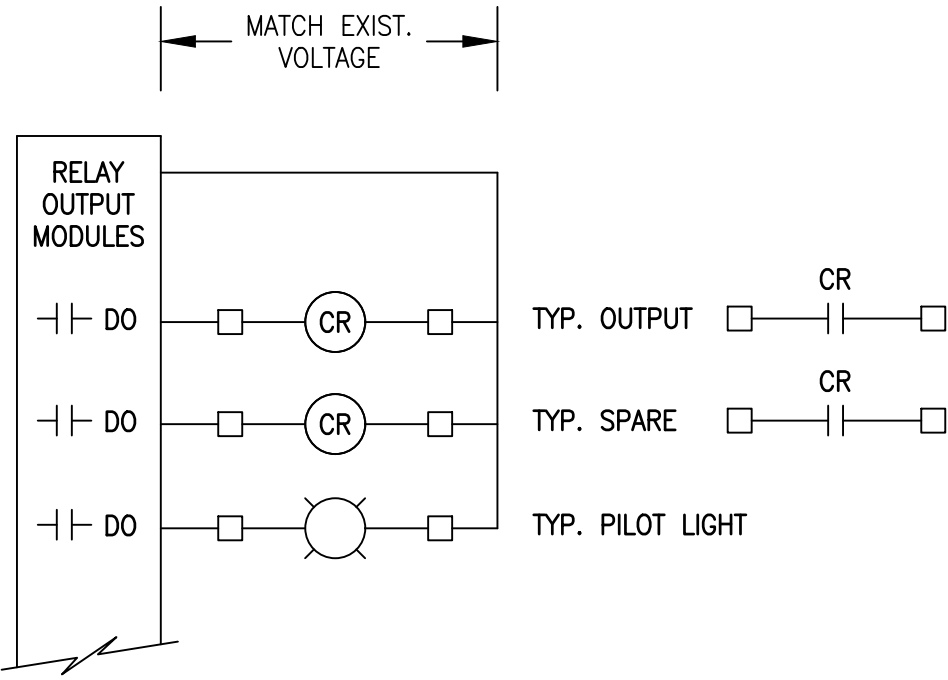 MATCH EXIST.
VOLTAGE
RELAY
OUTPUT
MODULES
DO CR TYP. OUTPUT CR
DO CR TYP. SPARE CR
DO TYP. PILOT LIGHT